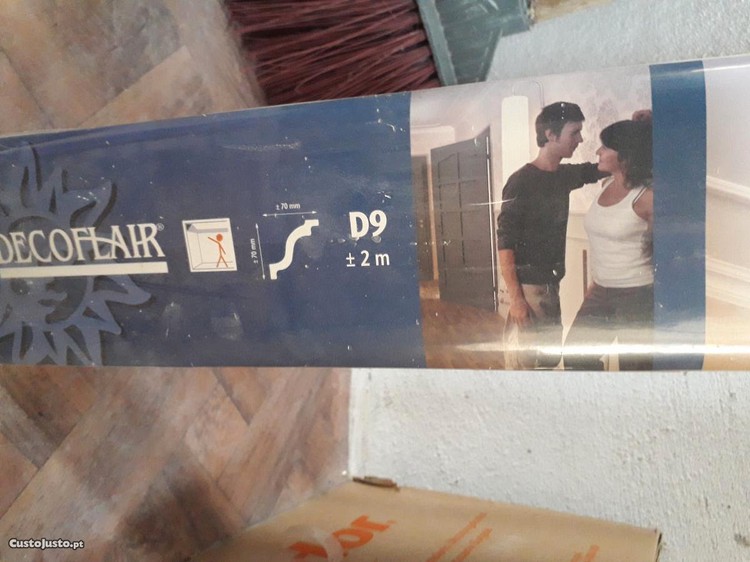 DECOFLAIR®
± 70 mm
± 70 mm
D9
± 2 m
CustoJusto.pt